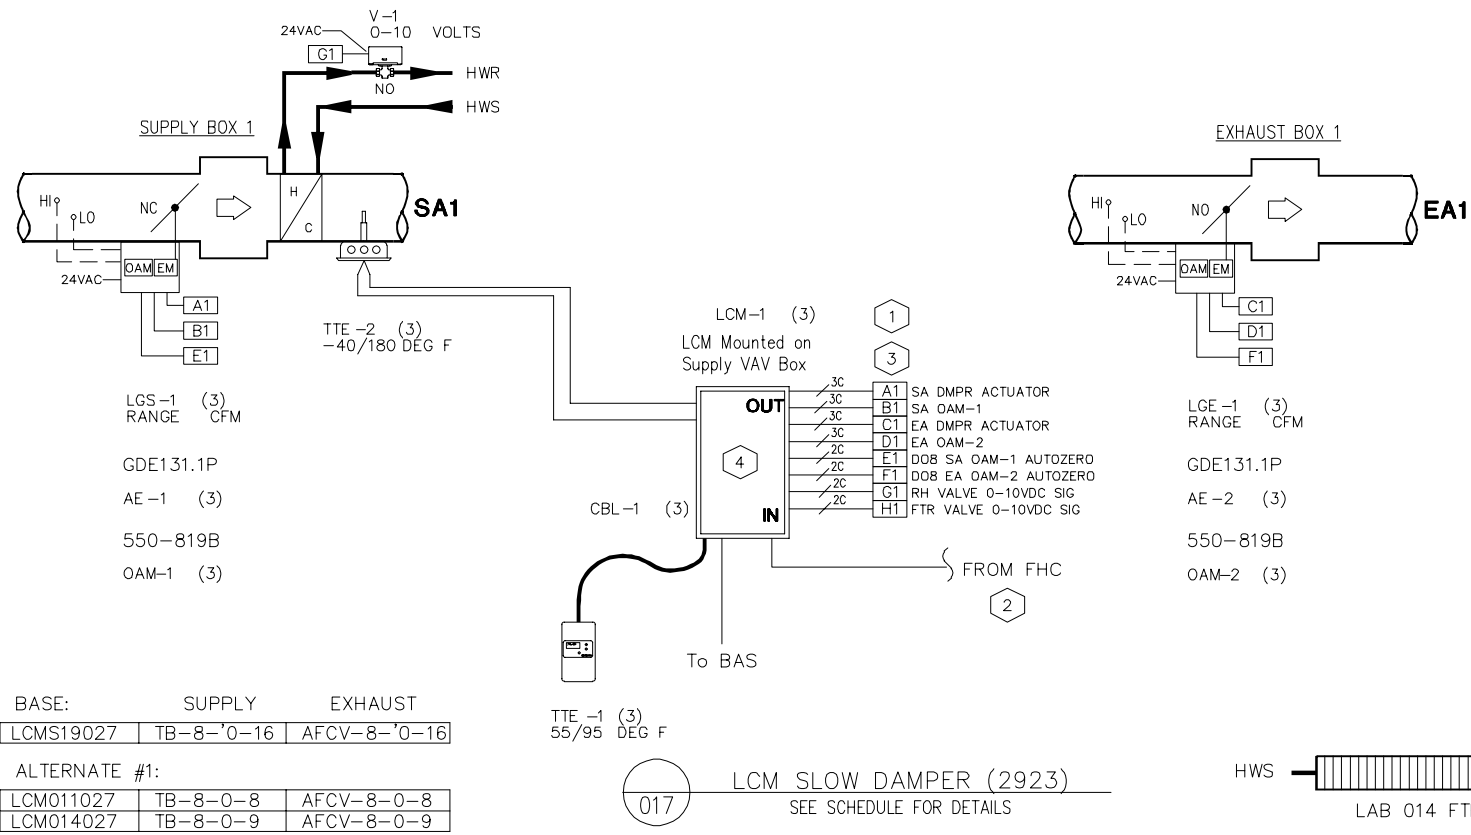 V-1
24VAC
0-10 VOLTS
G1
HWR
NO
HWS
SUPPLY BOX 1
HI
LO
NC
H
C
SA1
OAM
EM
24VAC
A1
B1
E1
TTE-2 (3)
-40/180 DEG F
LGS-1 (3)
RANGE CFM
GDE131.1P
AE-1 (3)
550-819B
OAM-1 (3)
EXHAUST BOX 1
HI
LO
NO
EA1
OAM
EM
24VAC
C1
D1
F1
LGE-1 (3)
RANGE CFM
GDE131.1P
AE-2 (3)
550-819B
OAM-2 (3)
LCM-1 (3)
1
LCM Mounted on
Supply VAV Box
3
OUT
3C A1 SA DMPR ACTUATOR
3C B1 SA OAM-1
3C C1 EA DMPR ACTUATOR
3C D1 EA OAM-2
2C E1 DO8 SA OAM-1 AUTOZERO
2C F1 DO8 EA OAM-2 AUTOZERO
2C G1 RH VALVE 0-10VDC SIG
2C H1 FTR VALVE 0-10VDC SIG
4
IN
CBL-1 (3)
FROM FHC
2
To BAS
TTE-1 (3)
55/95 DEG F
BASE: SUPPLY EXHAUST
LCMS19027 TB-8-'0-16 AFCV-8-'0-16
ALTERNATE #1:
LCM011027 TB-8-0-8 AFCV-8-0-8
LCM014027 TB-8-0-9 AFCV-8-0-9
017
LCM SLOW DAMPER (2923)
SEE SCHEDULE FOR DETAILS
HWS
LAB 014